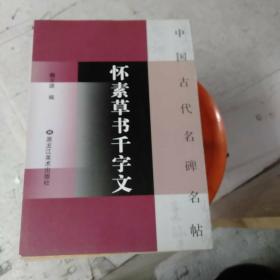 中国古代名碑名帖
怀素草书千字文
编
黑龙江美术出版社